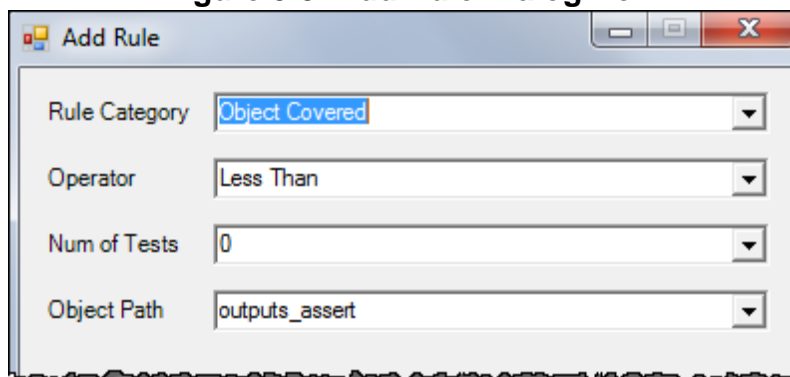 Add Rule
Rule Category Object Covered
Operator Less Than
Num of Tests 0
Object Path outputs_assert